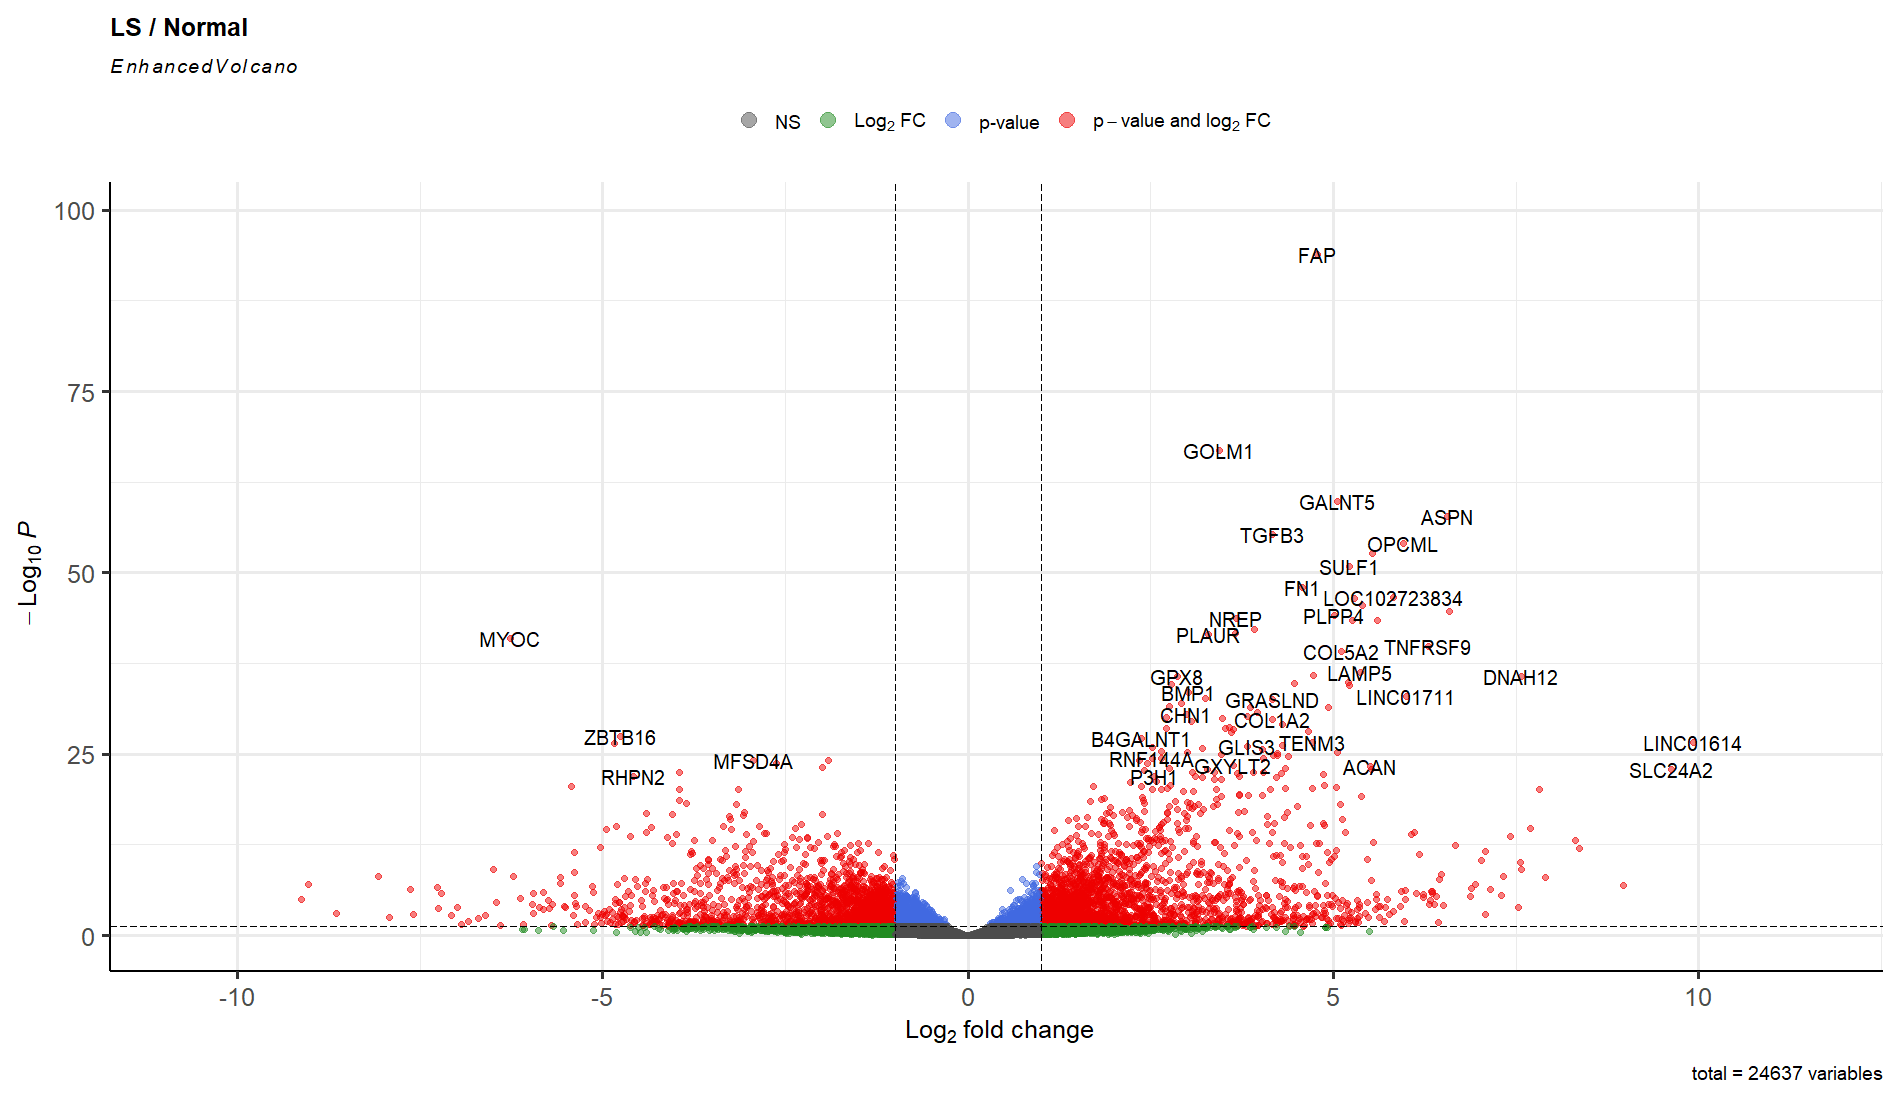 LS / Normal
EnhancedVolcano
NS Log2 FC p-value p − value and log2 FC
100
FAP
75
GOLM1
GALNT5
ASPN
TGFB3
OPCML
− Log10 P
50
SULF1
FN1
LOC102723834
PLPP4
NREP
PLAUR
MYOC
TNFRSF9
COL5A2
LAMP5
GPX8
DNAH12
BMP1
LINC01711
GRASLND
CHN1
COL1A2
ZBTB16
B4GALNT1
TENM3
LINC01614
GLIS3
25
RNF144A
MFSD4A
GXYLT2
ACAN
SLC24A2
RHPN2
P3H1
0
-10 -5 0 5 10
Log2 fold change
total = 24637 variables